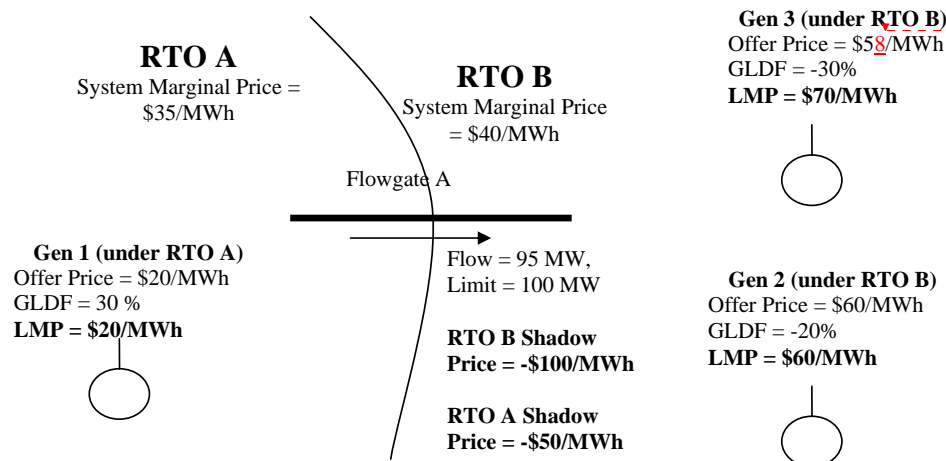 RTO A
System Marginal Price =
$35/MWh
RTO B
System Marginal Price
= $40/MWh
Gen 3 (under RTO B)
Offer Price = $58/MWh
GLDF = -30%
LMP = $70/MWh
Flowgate A
Gen 1 (under RTO A)
Offer Price = $20/MWh
GLDF = 30 %
LMP = $20/MWh
Flow = 95 MW,
Limit = 100 MW
RTO B Shadow
Price = -$100/MWh
RTO A Shadow
Price = -$50/MWh
Gen 2 (under RTO B)
Offer Price = $60/MWh
GLDF = -20%
LMP = $60/MWh